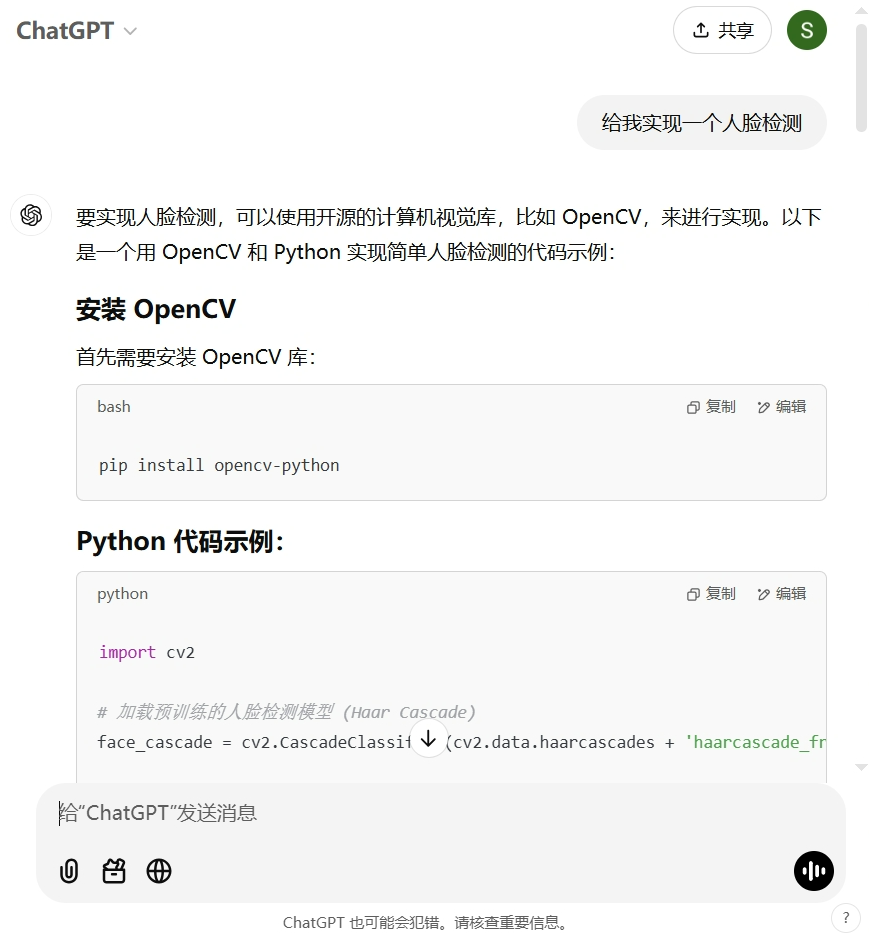 ChatGPT
共享
S
给我实现一个人脸检测
要实现人脸检测，可以使用开源的计算机视觉库，比如 OpenCV，来进行实现。以下
是一个用 OpenCV 和 Python 实现简单人脸检测的代码示例：
安装 OpenCV
首先需要安装 OpenCV 库：
bash 复制 编辑
pip install opencv-python
Python 代码示例：
python 复制 编辑
import cv2
# 加载预训练的人脸检测模型 (Haar Cascade)
face_cascade = cv2.CascadeClassif (cv2.data.haarcascades + 'haarcascade_fr
给“ChatGPT”发送消息
ChatGPT 也可能会犯错。请核查重要信息。
?